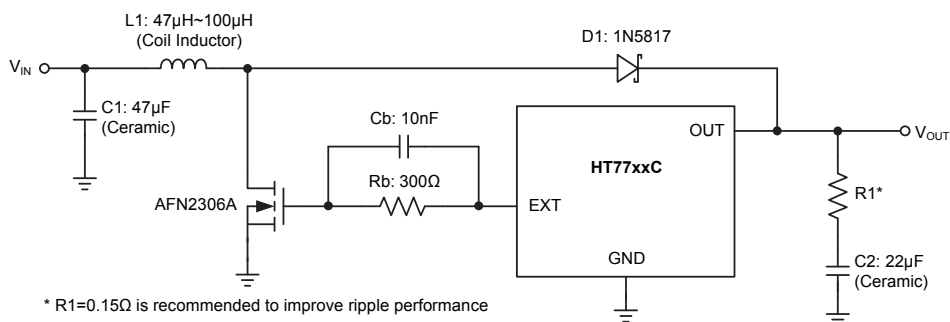 L1: 47µH~100µH
(Coil Inductor)
D1: 1N5817
VIN
C1: 47µF
(Ceramic)
Cb: 10nF
OUT
VOUT
HT77xxC
Rb: 300Ω
R1*
AFN2306A
EXT
GND
C2: 22µF
(Ceramic)
* R1=0.15Ω is recommended to improve ripple performance